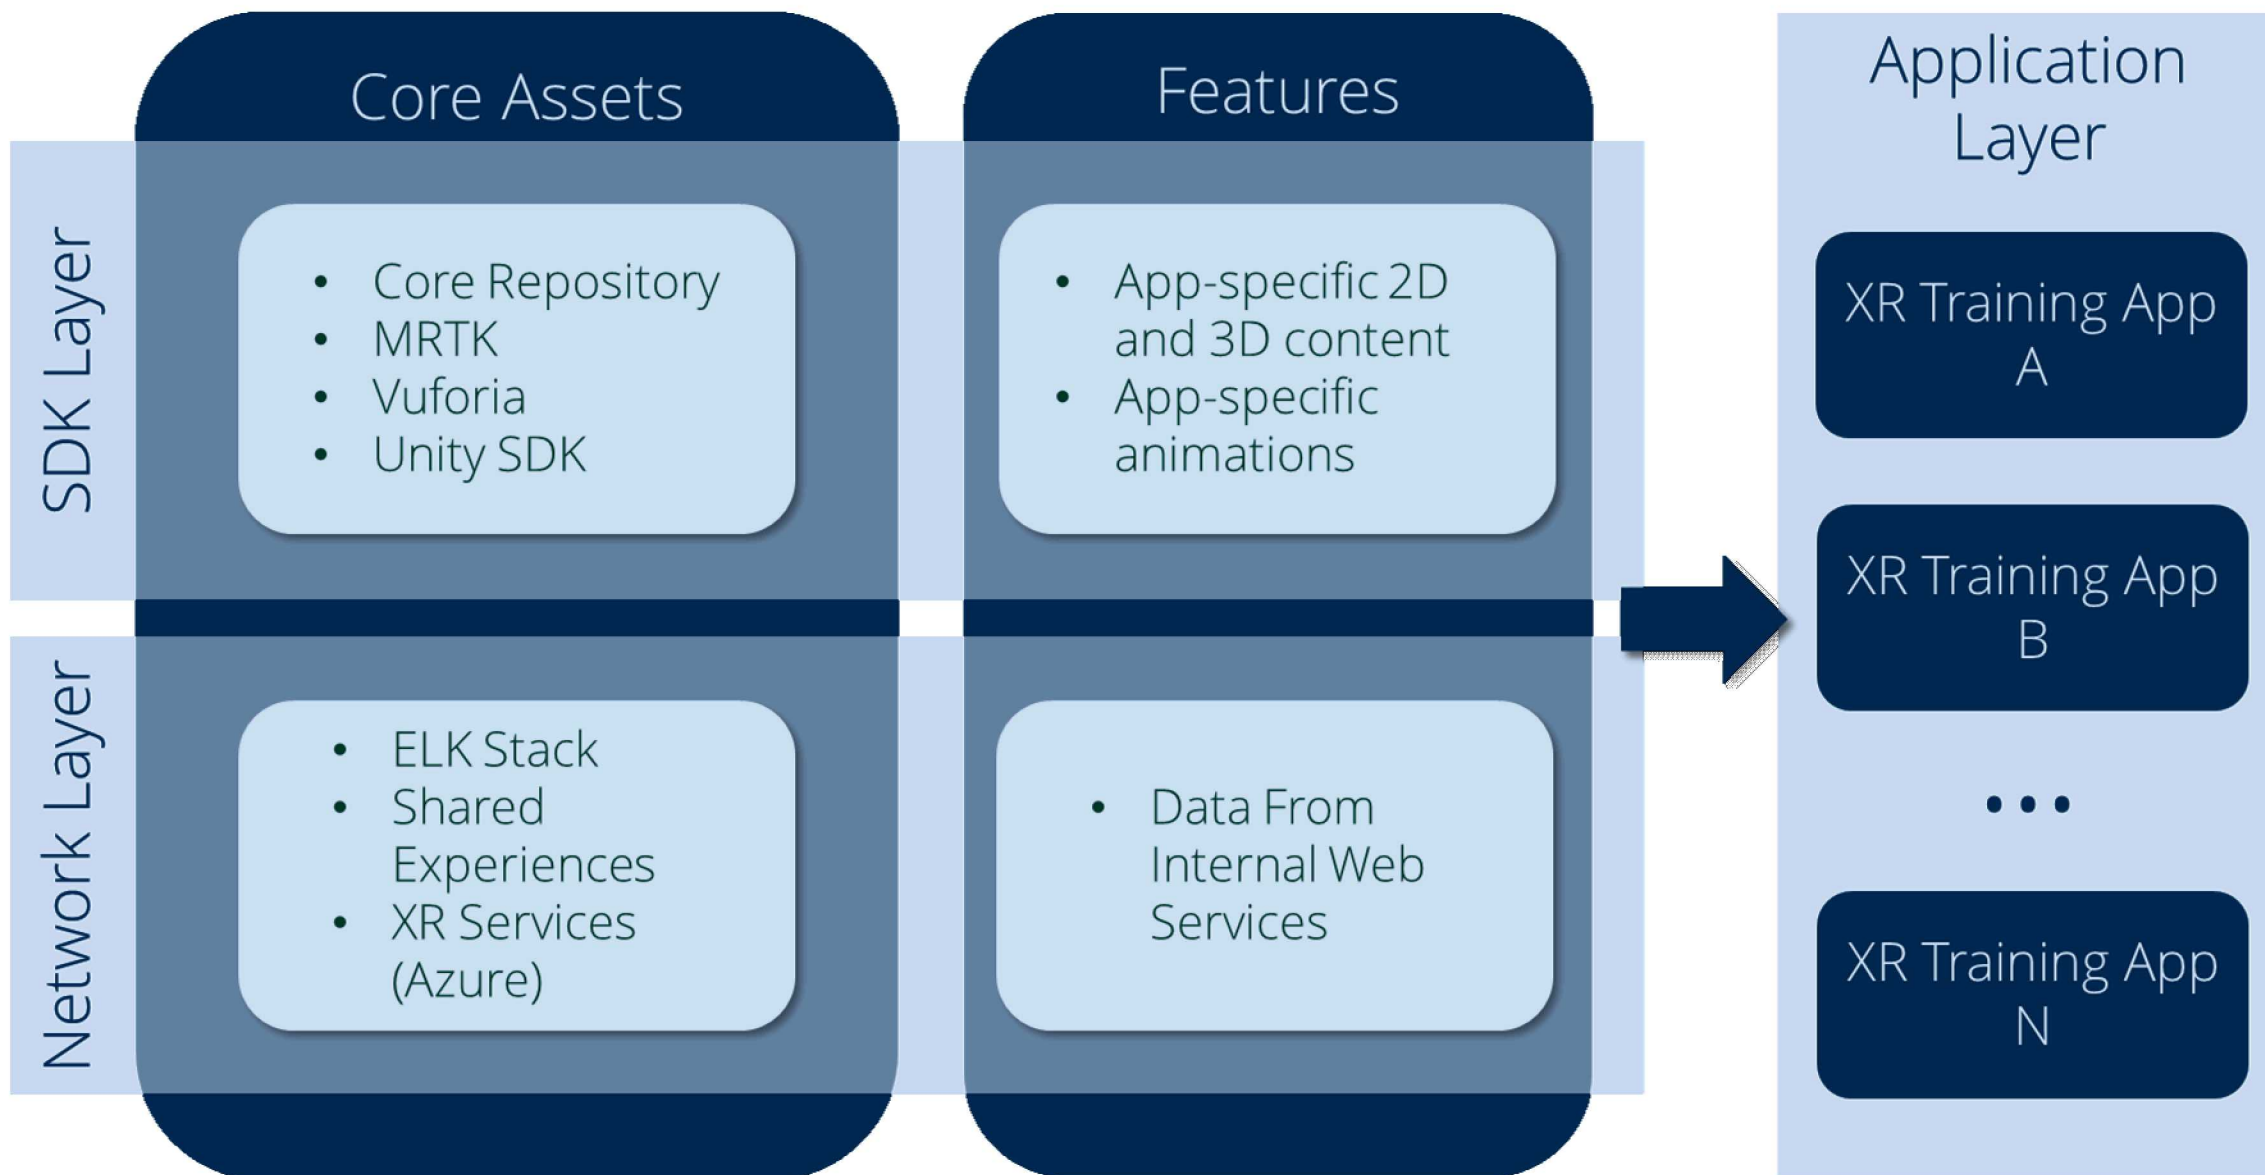 Core Assets
Features
Application
Layer
SDK Layer
• Core Repository
• MRTK
• Vuforia
• Unity SDK
• App-specific 2D
and 3D content
• App-specific
animations
XR Training App
A
XR Training App
B
Network Layer
• ELK Stack
• Shared
Experiences
• XR Services
(Azure)
• Data From
Internal Web
Services
...
XR Training App
N